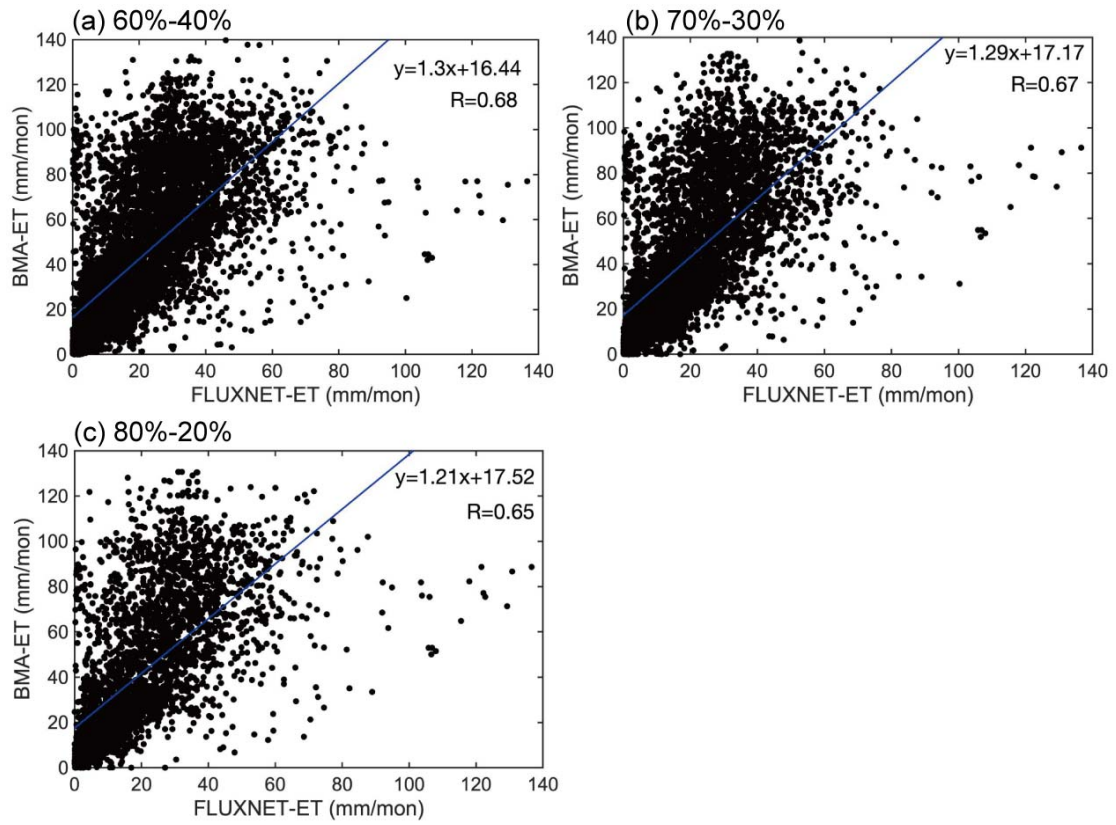 (a) 60%-40%
y=1.3x+16.44
R=0.68
BMA-ET (mm/mon)
140
120
100
80
60
40
20
0
0 20 40 60 80 100 120 140
FLUXNET-ET (mm/mon)
(b) 70%-30%
y=1.29x+17.17
R=0.67
BMA-ET (mm/mon)
140
120
100
80
60
40
20
0
0 20 40 60 80 100 120 140
FLUXNET-ET (mm/mon)
(c) 80%-20%
y=1.21x+17.52
R=0.65
BMA-ET (mm/mon)
140
120
100
80
60
40
20
0
0 20 40 60 80 100 120 140
FLUXNET-ET (mm/mon)